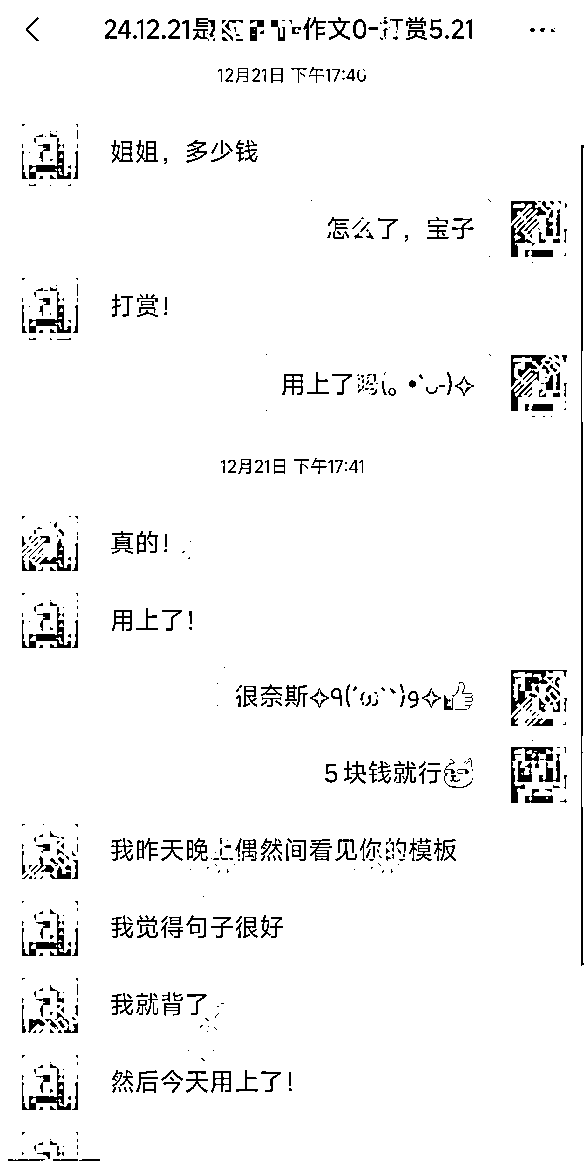 24.12.21是 作文0-打赏5.21
12月21日 下午17:40
姐姐，多少钱
怎么了，宝子
打赏！
用上了吗(｡ •̀ᴗ-)✧
12月21日 下午17:41
真的！
用上了！
很奈斯✧٩(ˊωˋ*)و✧👍
5块钱就行
我昨天晚上偶然间看见你的模板
我觉得句子很好
我就背了
然后今天用上了！